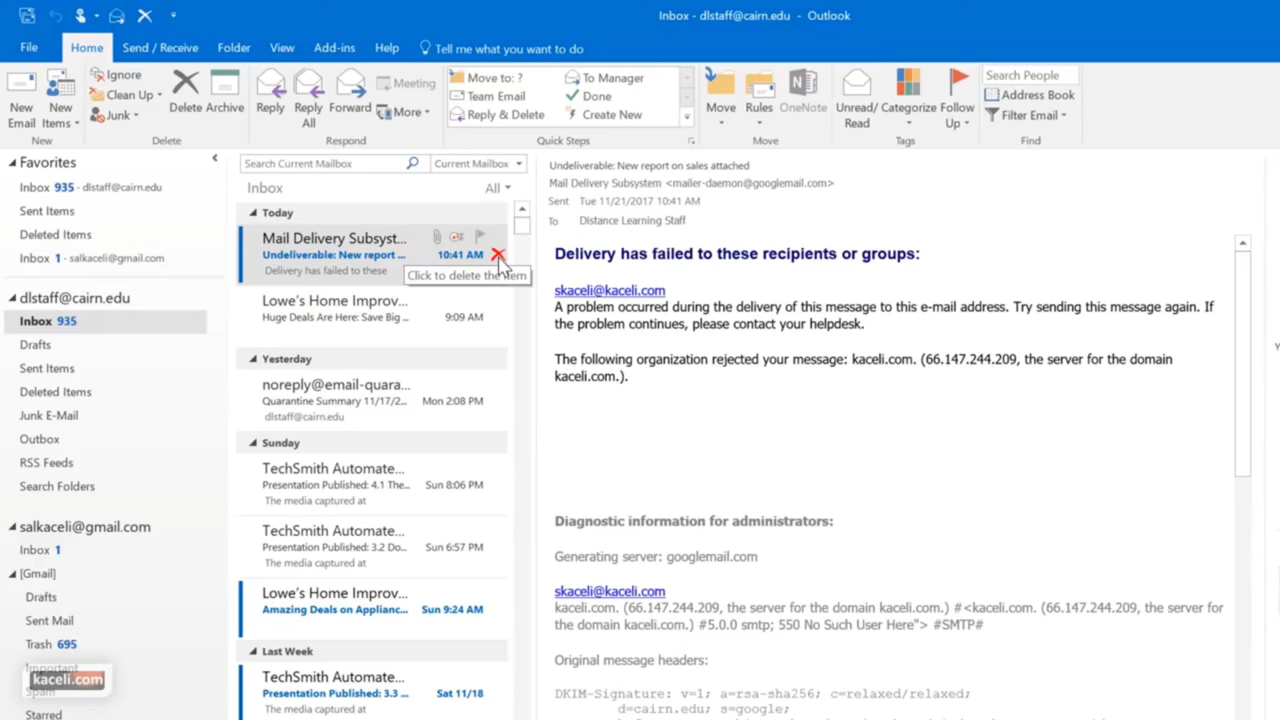 Inbox - dlstaff@cairn.edu - Outlook
File Home Send / Receive Folder View Add-ins Help Tell me what you want to do
New Email
New Items
New
Ignore
Clean Up
Junk
Delete
Archive
Delete
Reply
Reply All
Forward
Meeting
More
Respond
Move to: ?
Team Email
Reply & Delete
To Manager
Done
Create New
Quick Steps
Move
Rules
OneNote
Move
Unread/ Read
Categorize
Follow Up
Tags
Search People
Address Book
Filter Email
Find
Favorites
Inbox 935 - dlstaff@cairn.edu
Sent Items
Deleted Items
Inbox 1 - salkaceli@gmail.com
dlstaff@cairn.edu
Inbox 935
Drafts
Sent Items
Deleted Items
Junk E-Mail
Outbox
RSS Feeds
Search Folders
salkaceli@gmail.com
Inbox 1
[Gmail]
Drafts
Sent Mail
Trash 695
Important
kaceli.com
Spam
Starred
Search Current Mailbox
Current Mailbox
Inbox
All
Today
Mail Delivery Subsyst...
Undeliverable: New report ... 10:41 AM
Delivery has failed to these
Click to delete the item
Lowe's Home Improv...
Huge Deals Are Here: Save Big ... 9:09 AM
Yesterday
noreply@email-quara...
Quarantine Summary 11/17/2... Mon 2:08 PM
dlstaff@cairn.edu
Sunday
TechSmith Automate...
Presentation Published: 4.1 The... Sun 8:06 PM
The media captured at
TechSmith Automate...
Presentation Published: 3.2 Do... Sun 6:57 PM
The media captured at
Lowe's Home Improv...
Amazing Deals on Applianc... Sun 9:24 AM
Last Week
TechSmith Automate...
Presentation Published: 3.3 ... Sat 11/18
The media captured at
Undeliverable: New report on sales attached
Mail Delivery Subsystem <mailer-daemon@googlemail.com>
Sent Tue 11/21/2017 10:41 AM
To Distance Learning Staff
Delivery has failed to these recipients or groups:
skaceli@kaceli.com
A problem occurred during the delivery of this message to this e-mail address. Try sending this message again. If
the problem continues, please contact your helpdesk.
The following organization rejected your message: kaceli.com. (66.147.244.209, the server for the domain
kaceli.com.).
Diagnostic information for administrators:
Generating server: googlemail.com
skaceli@kaceli.com
kaceli.com. (66.147.244.209, the server for the domain kaceli.com.) #<kaceli.com. (66.147.244.209, the server for
the domain kaceli.com.) #5.0.0 smtp; 550 No Such User Here"> #SMTP#
Original message headers:
DKIM-Signature: v=1; a=rsa-sha256; c=relaxed/relaxed;
d=cairn.edu; s=google;